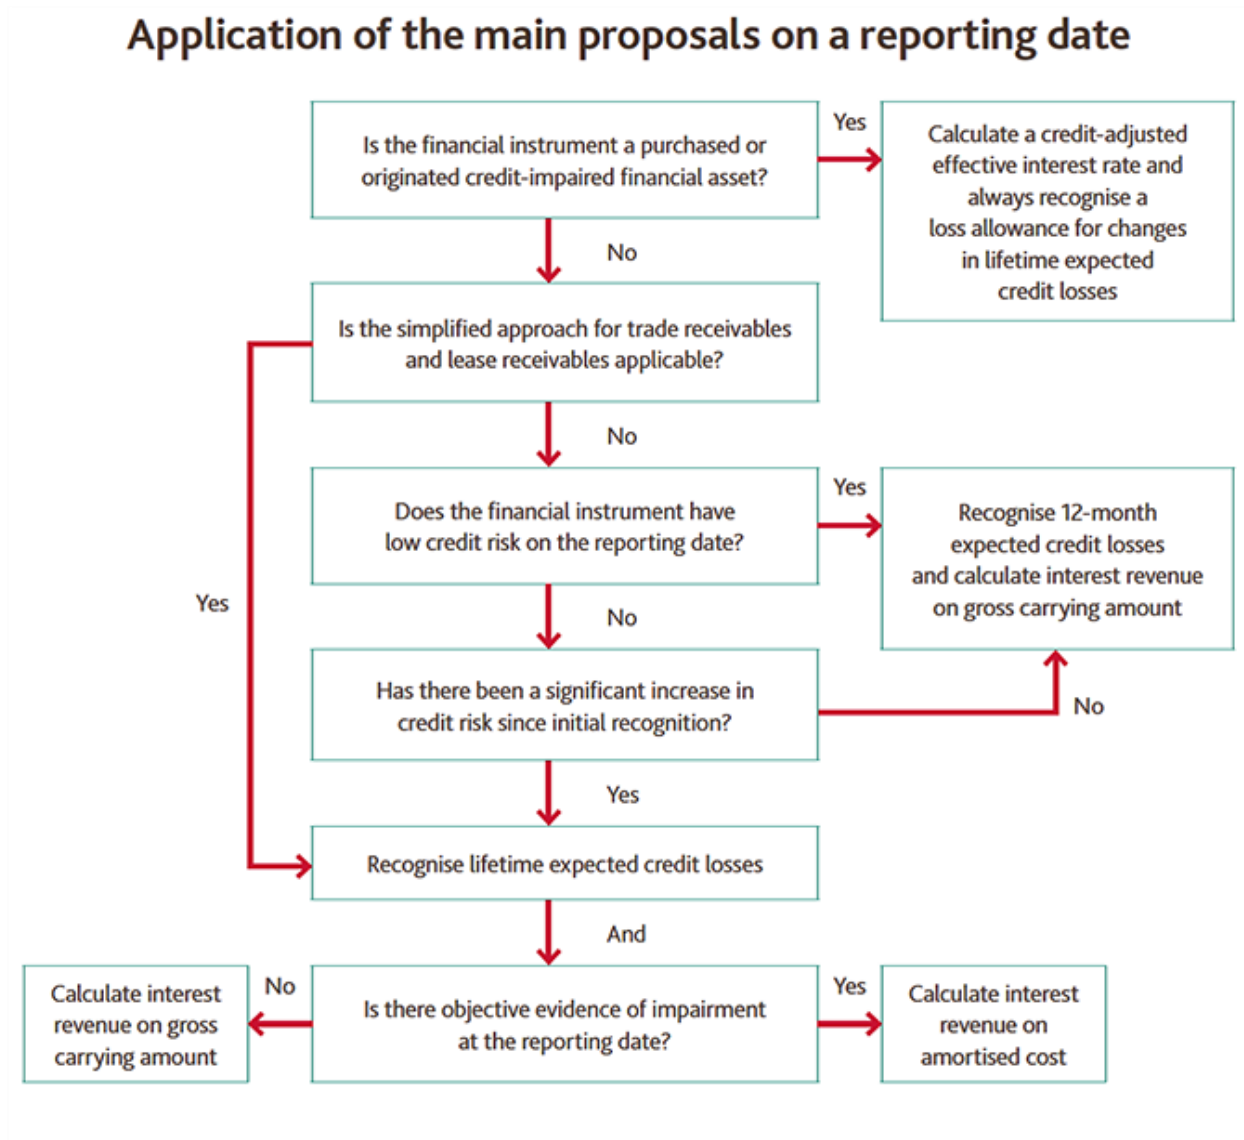 Application of the main proposals on a reporting date
Is the financial instrument a purchased or
originated credit-impaired financial asset?
Yes
Calculate a credit-adjusted
effective interest rate and
always recognise a
loss allowance for changes
in lifetime expected
credit losses
No
Is the simplified approach for trade receivables
and lease receivables applicable?
No
Does the financial instrument have
low credit risk on the reporting date?
Yes
Recognise 12-month
expected credit losses
and calculate interest revenue
on gross carrying amount
Yes
No
Has there been a significant increase in
credit risk since initial recognition?
No
Yes
Recognise lifetime expected credit losses
And
Calculate interest
revenue on gross
carrying amount
No
Is there objective evidence of impairment
at the reporting date?
Yes
Calculate interest
revenue on
amortised cost